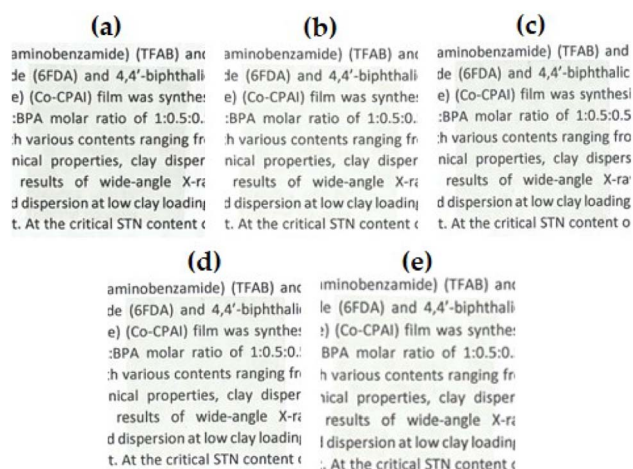 (a)
aminobenzamide) (TFAB) and
de (6FDA) and 4,4'-biphthali
e) (Co-CPAI) film was synthe
:BPA molar ratio of 1:0.5:0.
h various contents ranging fr
nical properties, clay disper
results of wide-angle X-ra
d dispersion at low clay loading
t. At the critical STN content
(b)
aminobenzamide) (TFAB) and
de (6FDA) and 4,4'-biphthali
e) (Co-CPAI) film was synthe
:BPA molar ratio of 1:0.5:0.
h various contents ranging fr
nical properties, clay disper
results of wide-angle X-ra
d dispersion at low clay loading
t. At the critical STN content
(c)
aminobenzamide) (TFAB) and
de (6FDA) and 4,4'-biphthalic
e) (Co-CPAI) film was synthesi
:BPA molar ratio of 1:0.5:0.5
h various contents ranging fro
nical properties, clay dispers
results of wide-angle X-ra
d dispersion at low clay loading
t. At the critical STN content o
(d)
aminobenzamide) (TFAB) and
de (6FDA) and 4,4'-biphthali
e) (Co-CPAI) film was synthe
:BPA molar ratio of 1:0.5:0.
h various contents ranging fr
nical properties, clay disper
results of wide-angle X-ra
d dispersion at low clay loading
t. At the critical STN content
(e)
aminobenzamide) (TFAB) and
le (6FDA) and 4,4'-biphthali
) (Co-CPAI) film was synthe
BPA molar ratio of 1:0.5:0.
h various contents ranging fr
nical properties, clay disper
results of wide-angle X-ra
dispersion at low clay loading
. At the critical STN content